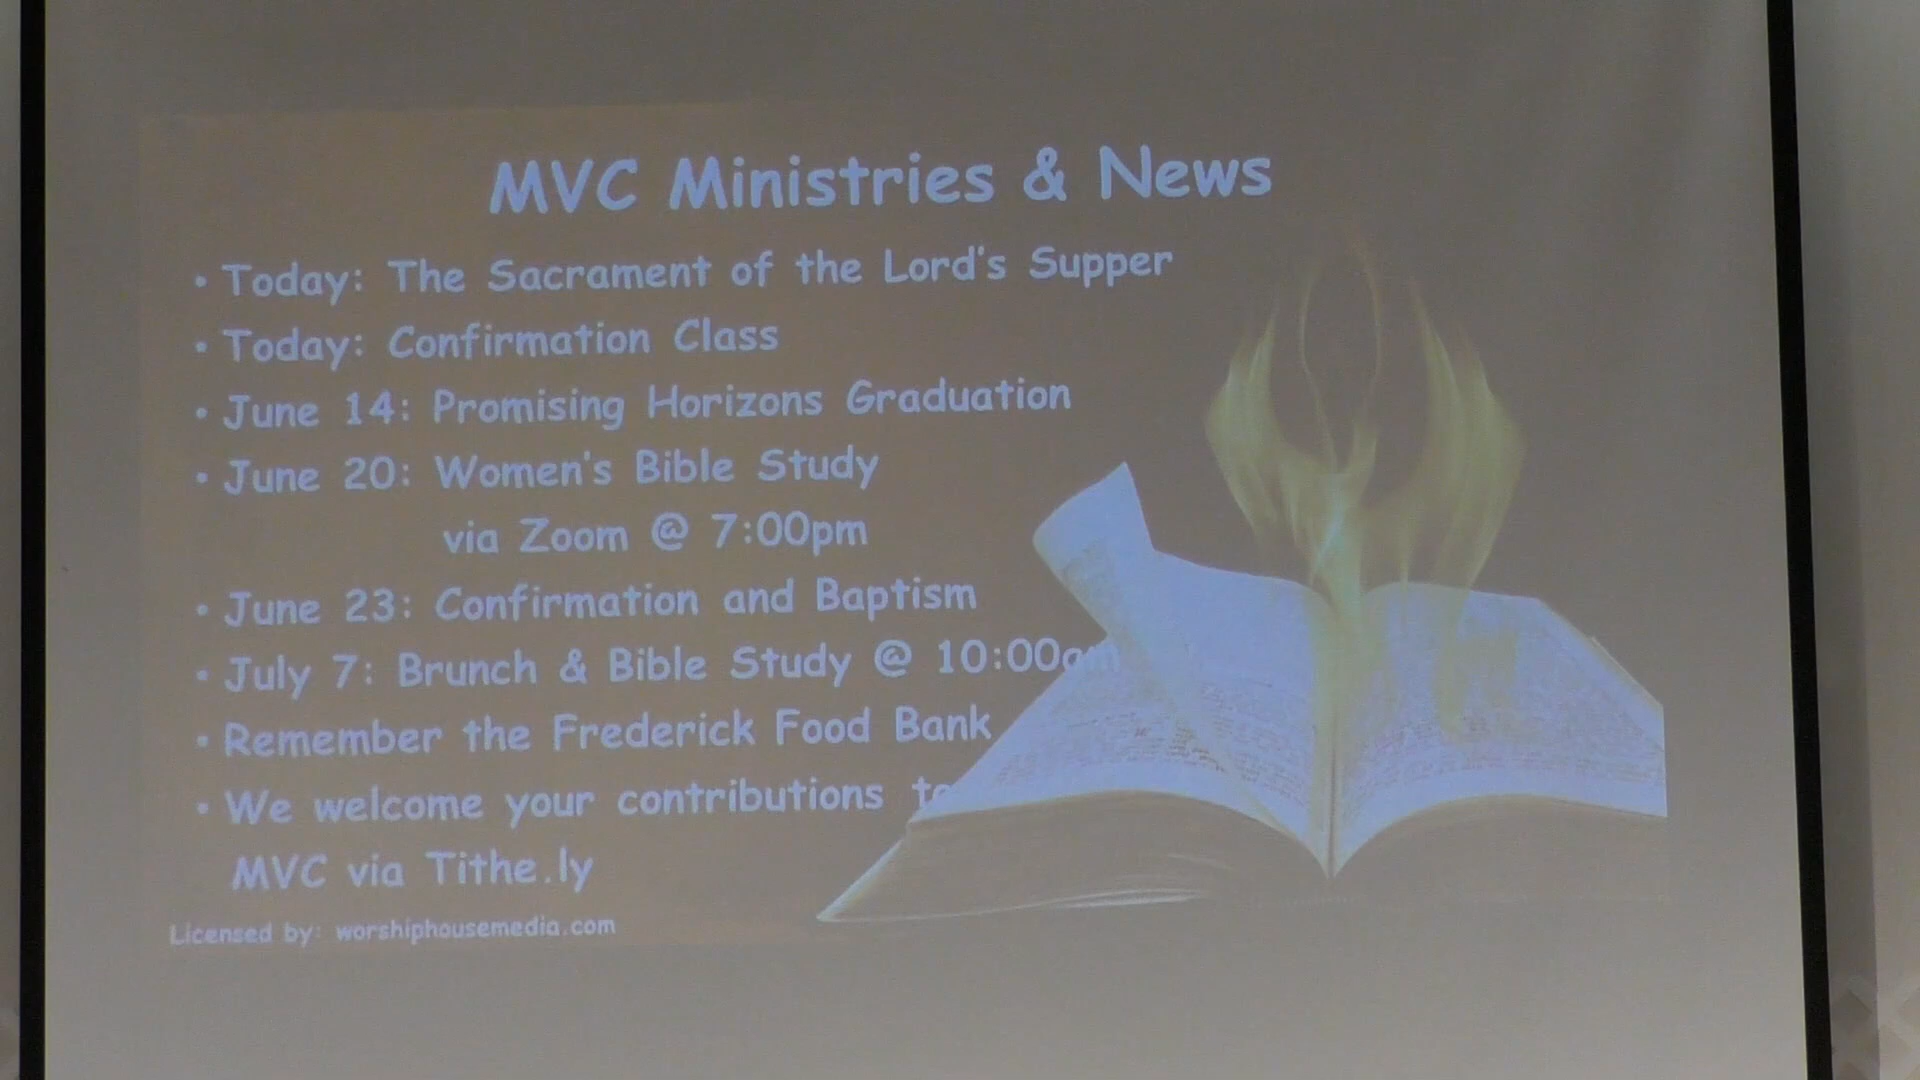 MVC Ministries & News
• Today: The Sacrament of the Lord's Supper
• Today: Confirmation Class
• June 14: Promising Horizons Graduation
• June 20: Women's Bible Study
via Zoom @ 7:00pm
• June 23: Confirmation and Baptism
• July 7: Brunch & Bible Study @ 10:00am
• Remember the Frederick Food Bank
• We welcome your contributions to
MVC via Tithe.ly
Licensed by: worshiphousemedia.com